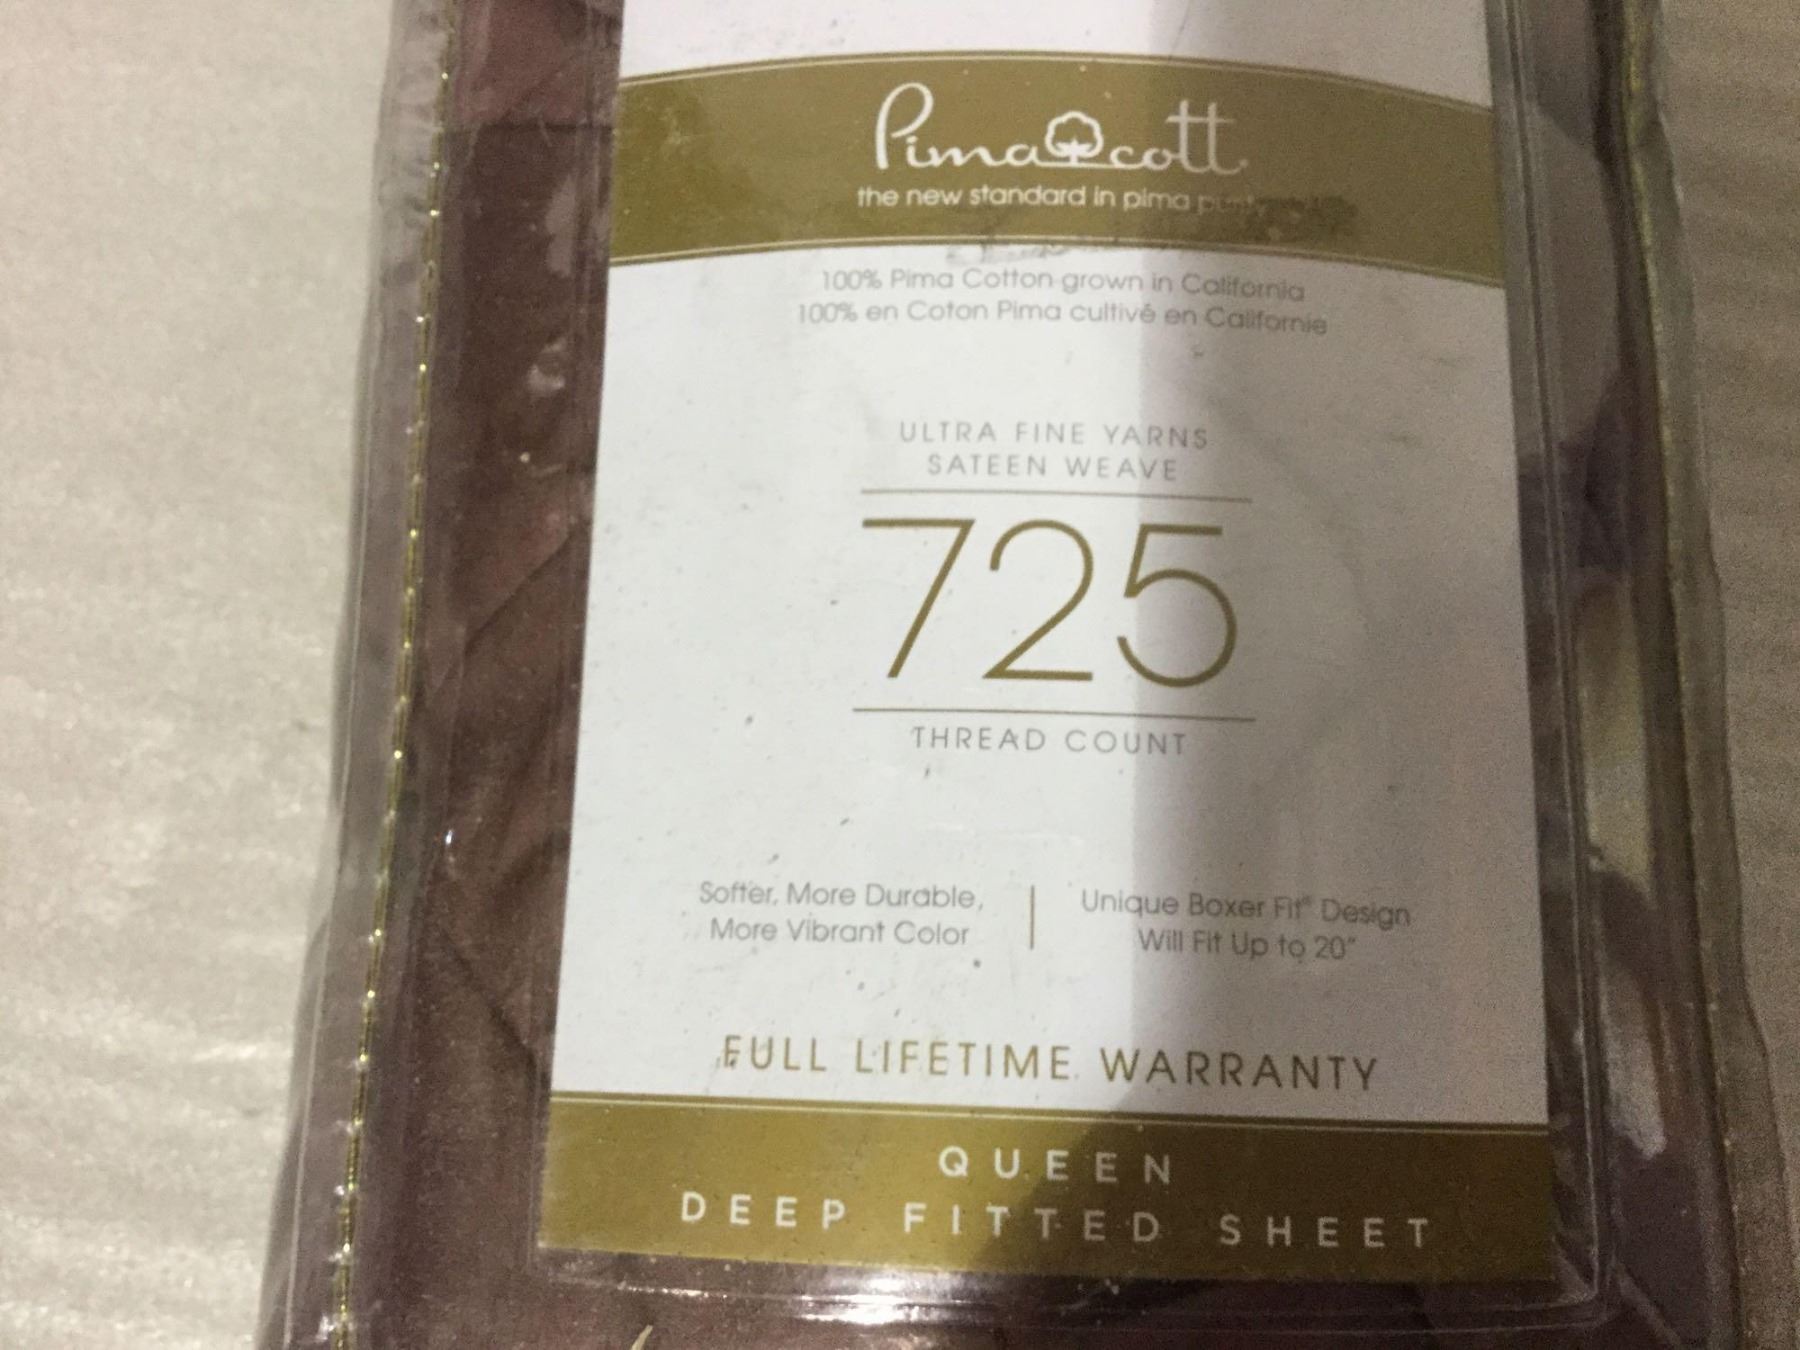 Pimacott
the new standard in pima purity
100% Pima Cotton grown in California
100% en Coton Pima cultivé en Californie
ULTRA FINE YARNS
SATEEN WEAVE
725
THREAD COUNT
Softer, More Durable,
More Vibrant Color
Unique Boxer Fit® Design
Will Fit Up to 20"
FULL LIFETIME WARRANTY
QUEEN
DEEP FITTED SHEET